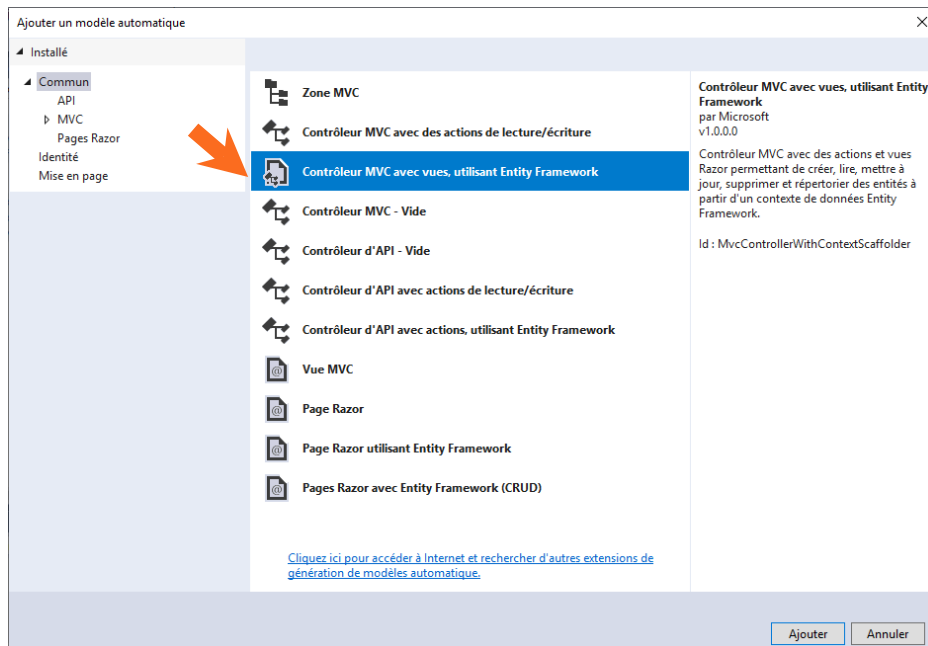 Ajouter un modèle automatique
Installé
Commun
API
MVC
Pages Razor
Identité
Mise en page
Zone MVC
Contrôleur MVC avec des actions de lecture/écriture
Contrôleur MVC avec vues, utilisant Entity Framework
Contrôleur MVC - Vide
Contrôleur d'API - Vide
Contrôleur d'API avec actions de lecture/écriture
Contrôleur d'API avec actions, utilisant Entity Framework
Vue MVC
Page Razor
Page Razor utilisant Entity Framework
Pages Razor avec Entity Framework (CRUD)
Cliquez ici pour accéder à Internet et rechercher d'autres extensions de
génération de modèles automatique.
Contrôleur MVC avec vues, utilisant Entity
Framework
par Microsoft
v1.0.0.0
Contrôleur MVC avec des actions et vues
Razor permettant de créer, lire, mettre à
jour, supprimer et répertorier des entités à
partir d'un contexte de données Entity
Framework.
Id : MvcControllerWithContextScaffolder
Ajouter
Annuler